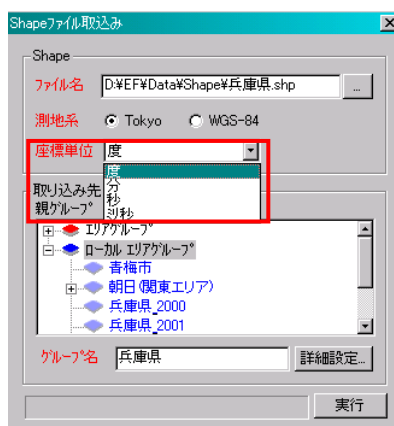 Shapeﾌｧｲﾙ取込み
Shape
ﾌｧｲﾙ名 D:¥EF¥Data¥Shape¥兵庫県.shp ...
測地系 Tokyo WGS-84
座標単位 度
度
分
秒
ﾐﾘ秒
取り込み先
親ｸﾞﾙｰﾌﾟ
ｴﾘｱｸﾞﾙｰﾌﾟ
ﾛｰｶﾙ ｴﾘｱｸﾞﾙｰﾌﾟ
青梅市
朝日(関東エリア)
兵庫県_2000
兵庫県_2001
ｸﾞﾙｰﾌﾟ名 兵庫県 詳細設定...
実行